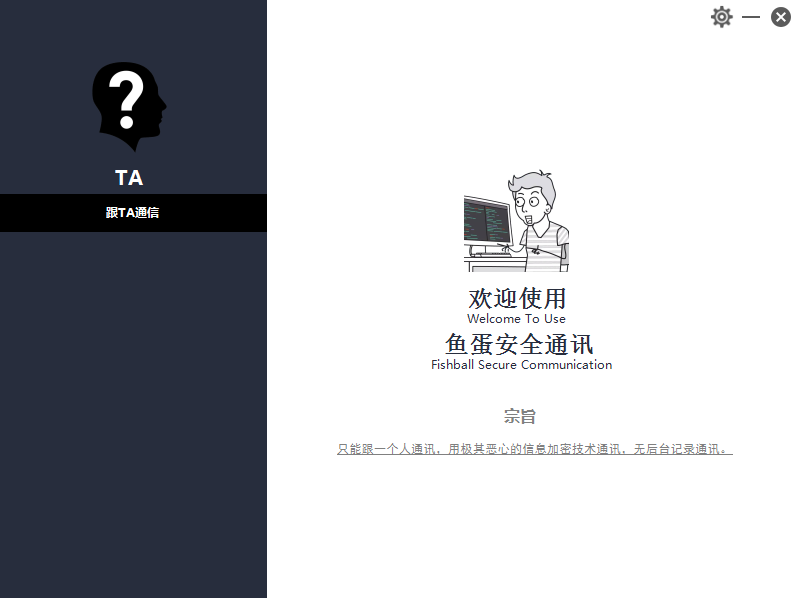 TA
跟TA通信
欢迎使用
Welcome To Use
鱼蛋安全通讯
Fishball Secure Communication
宗旨
只能跟一个人通讯，用极其恶心的信息加密技术通讯，无后台记录通讯。